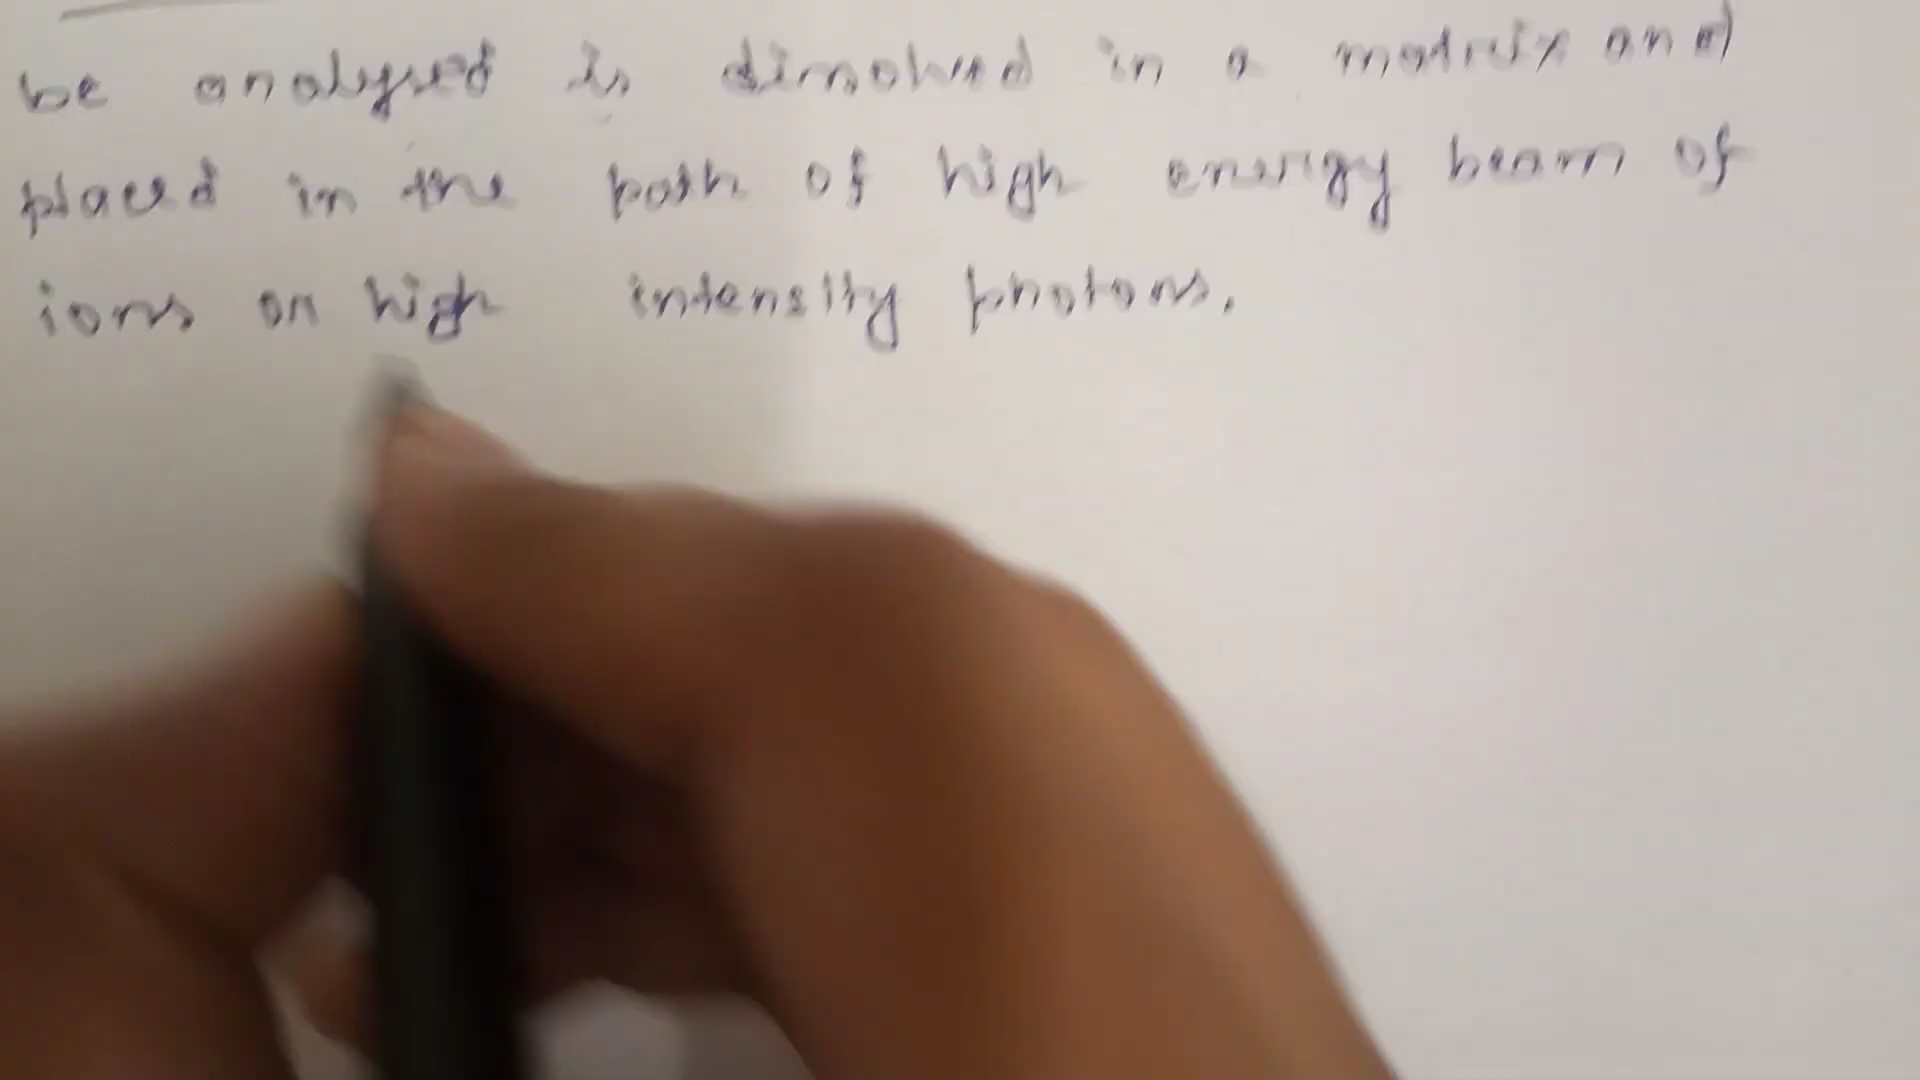 be analysed is dissolved in a matrix and
placed in the path of high energy beam of
ions or high intensity photons.